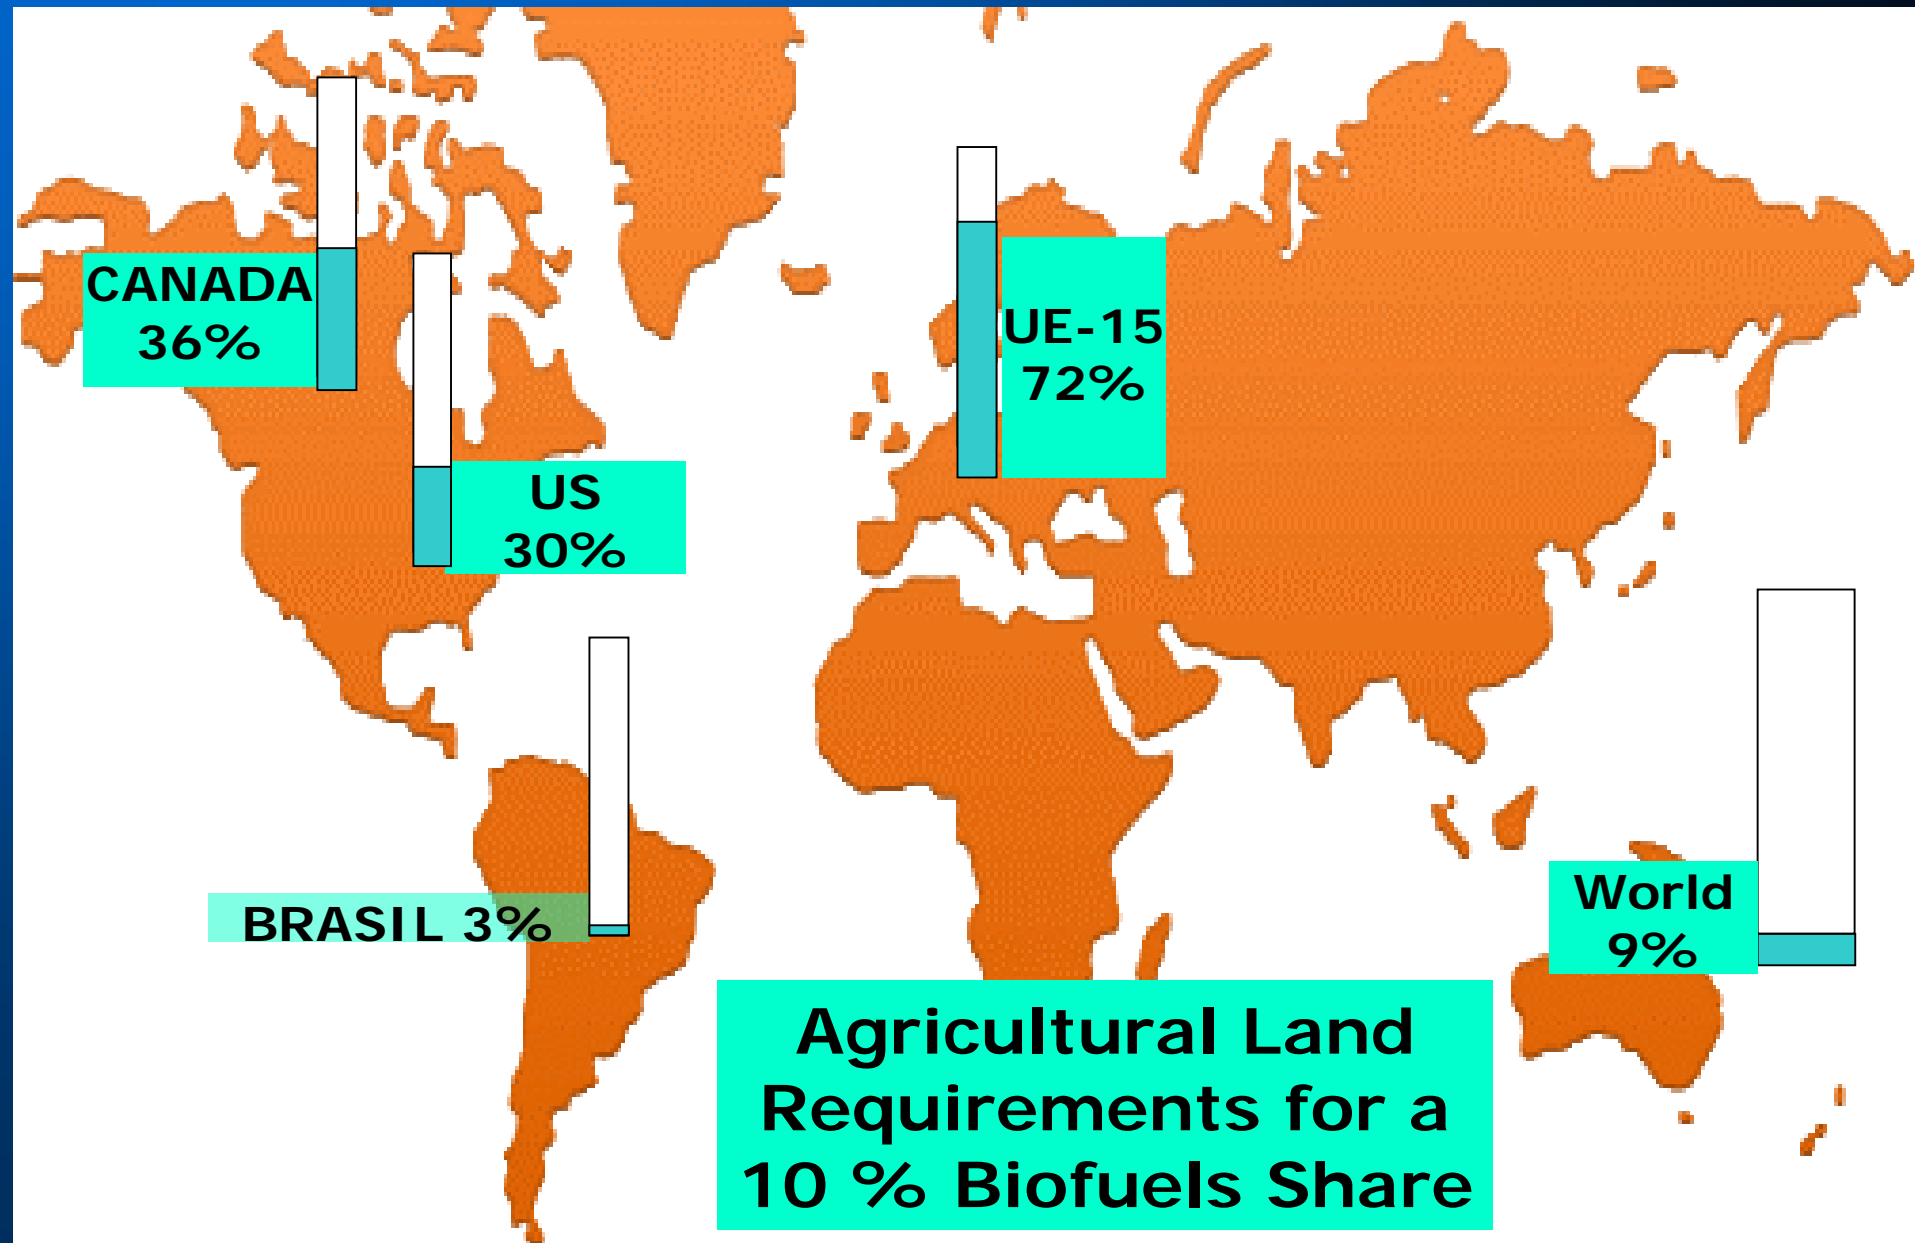 CANADA
36%
US
30%
UE-15
72%
BRASIL 3%
World
9%
Agricultural Land
Requirements for a
10 % Biofuels Share